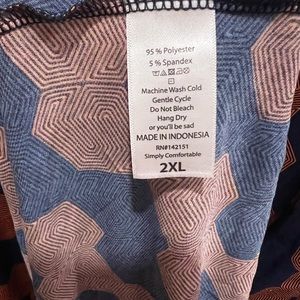 95 % Polyester
5 % Spandex
Machine Wash Cold
Gentle Cycle
Do Not Bleach
Hang Dry
or you'll be sad
MADE IN INDONESIA
RN#142151
Simply Comfortable
2XL